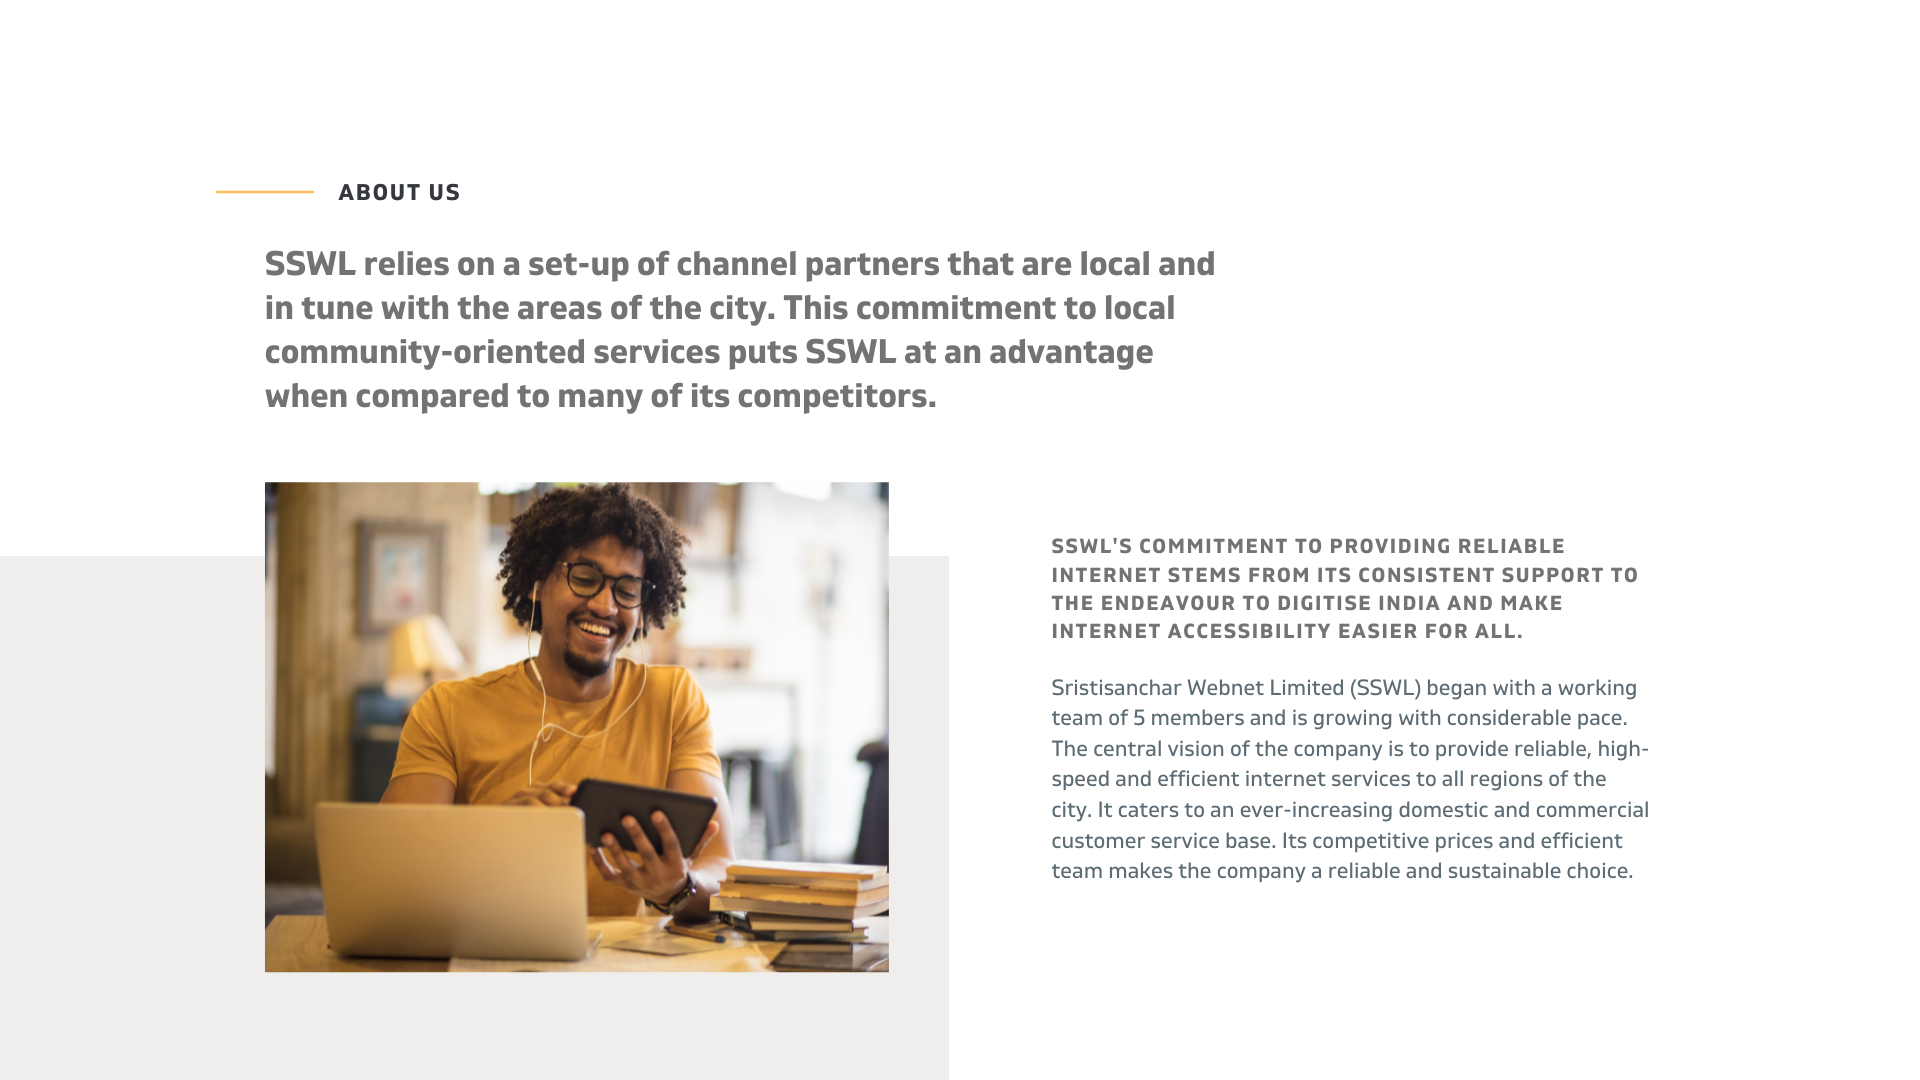 ABOUT US
SSWL relies on a set-up of channel partners that are local and
in tune with the areas of the city. This commitment to local
community-oriented services puts SSWL at an advantage
when compared to many of its competitors.
SSWL'S COMMITMENT TO PROVIDING RELIABLE
INTERNET STEMS FROM ITS CONSISTENT SUPPORT TO
THE ENDEAVOUR TO DIGITISE INDIA AND MAKE
INTERNET ACCESSIBILITY EASIER FOR ALL.
Sristisanchar Webnet Limited (SSWL) began with a working
team of 5 members and is growing with considerable pace.
The central vision of the company is to provide reliable, high-
speed and efficient internet services to all regions of the
city. It caters to an ever-increasing domestic and commercial
customer service base. Its competitive prices and efficient
team makes the company a reliable and sustainable choice.